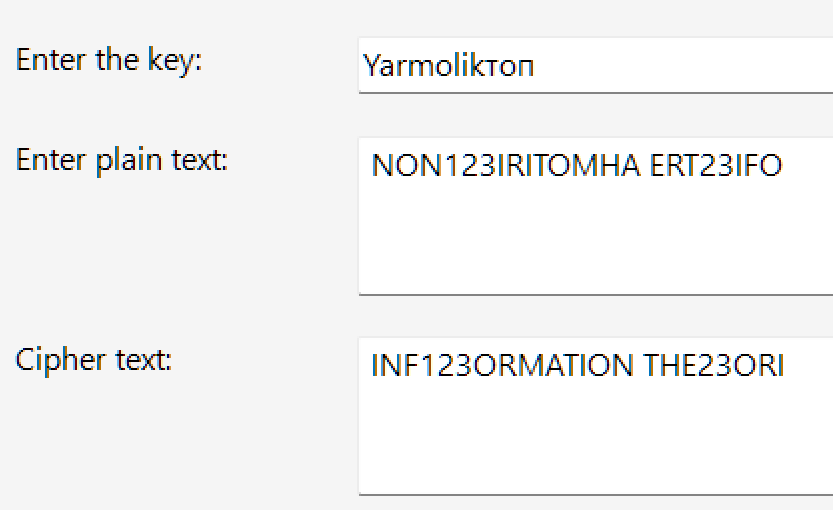 Enter the key:
Yarmolikтоп
Enter plain text:
NON123IRITOMHA ERT23IFO
Cipher text:
INF123ORMATION THE23ORI